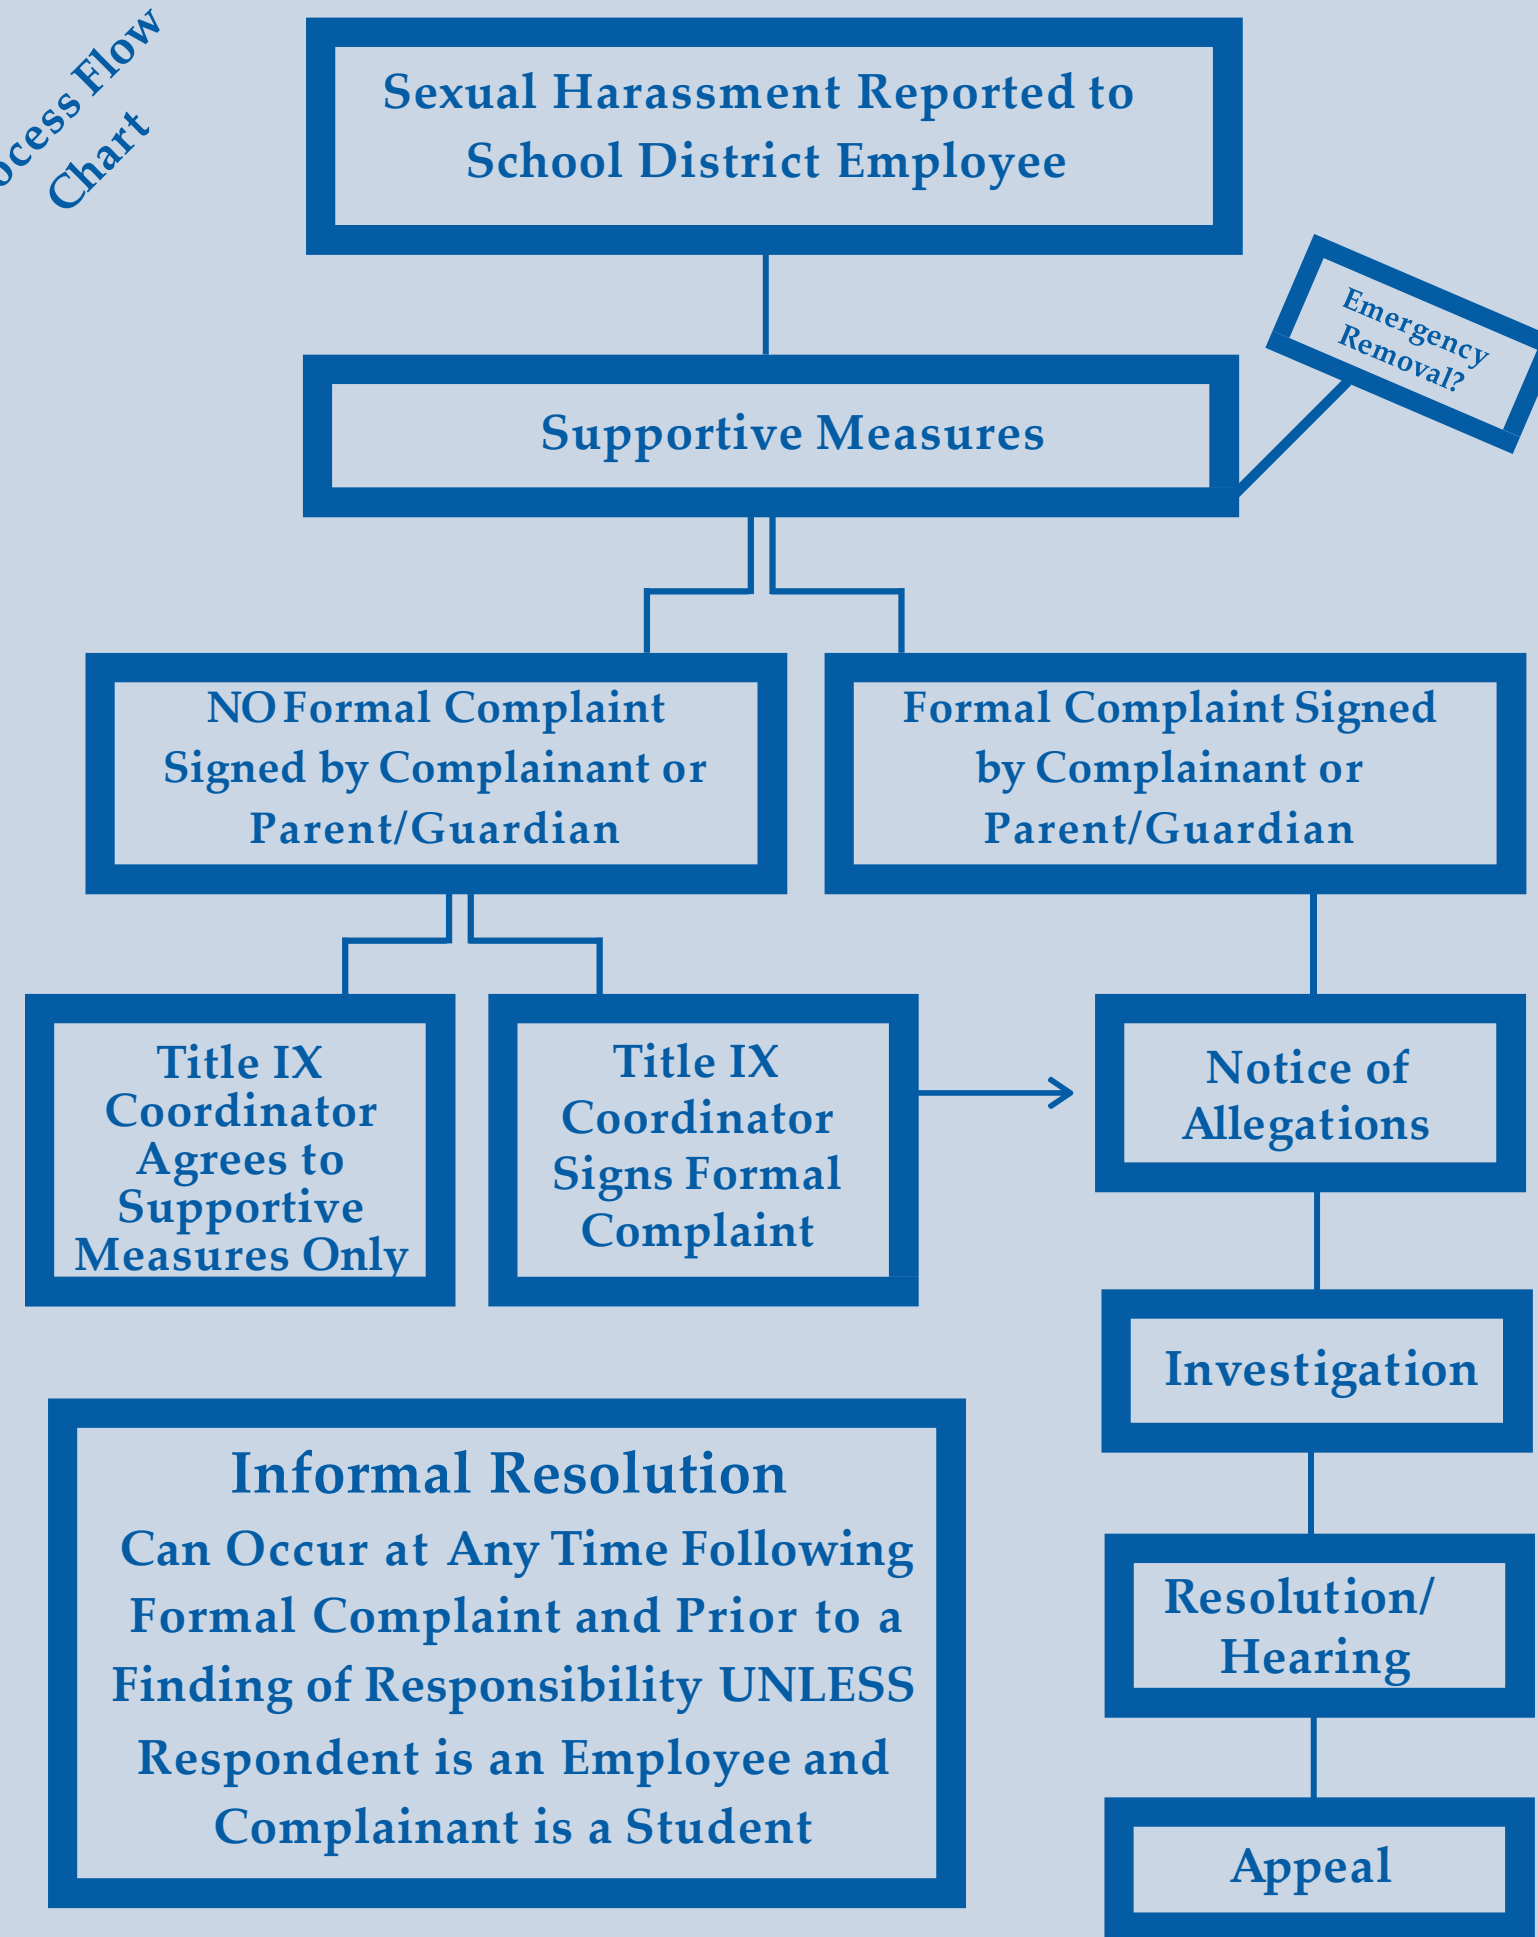 Flow
Chart
Sexual Harassment Reported to
School District Employee
Emergency
Removal?
Supportive Measures
NO Formal Complaint
Signed by Complainant or
Parent/Guardian
Formal Complaint Signed
by Complainant or
Parent/Guardian
Title IX
Coordinator
Agrees to
Supportive
Measures Only
Title IX
Coordinator
Signs Formal
Complaint
Notice of
Allegations
Investigation
Informal Resolution
Can Occur at Any Time Following
Formal Complaint and Prior to a
Finding of Responsibility UNLESS
Respondent is an Employee and
Complainant is a Student
Resolution/
Hearing
Appeal